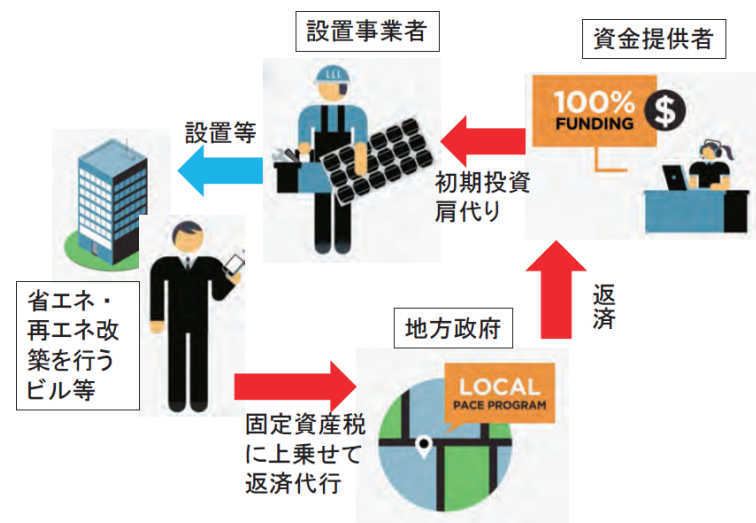 設置事業者
資金提供者
LLL
100%
FUNDING
$
設置等
初期投資
肩代り
省エネ・
再エネ改
築を行う
ビル等
返済
地方政府
LOCAL
PACE PROGRAM
固定資産税
に上乗せて
返済代行